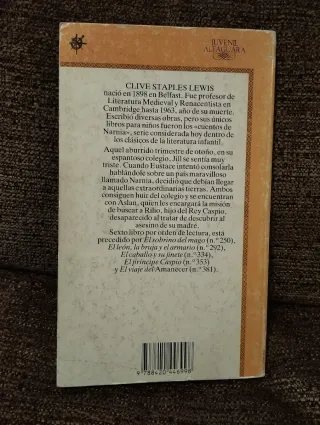 JUVENIL
ALFAGUARA
CLIVE STAPLES LEWIS
nació en 1898 en Belfast. Fue profesor de
Literatura Medieval y Renacentista en
Cambridge hasta 1963, año de su muerte.
Escribió diversas obras, pero sus únicos
libros para niños fueron los «cuentos de
Narnia», serie considerada hoy dentro de
los clásicos de la literatura infantil.
Aquel aburrido trimestre de otoño, en su
espantoso colegio, Jill se sentía muy
triste. Cuando Eustace intentó consolarla
hablándole sobre un país maravilloso
llamado Narnia, decidió que debían llegar
a aquellas extraordinarias tierras. Ambos
consiguen huir del colegio y se encuentran
con Aslan, quien les encargará la misión
de buscar a Rilio, hijo del Rey Caspio,
desaparecido al tratar de descubrir al
asesino de su madre.
Sexto libro por orden de lectura, está
precedido por El sobrino del mago (n.º 250),
El león, la bruja y el armario (n.º 292),
El caballo y su jinete (n.º 334),
El príncipe Caspio (n.º 353)
y El viaje del Amanecer (n.º 381).
9 788420 446998